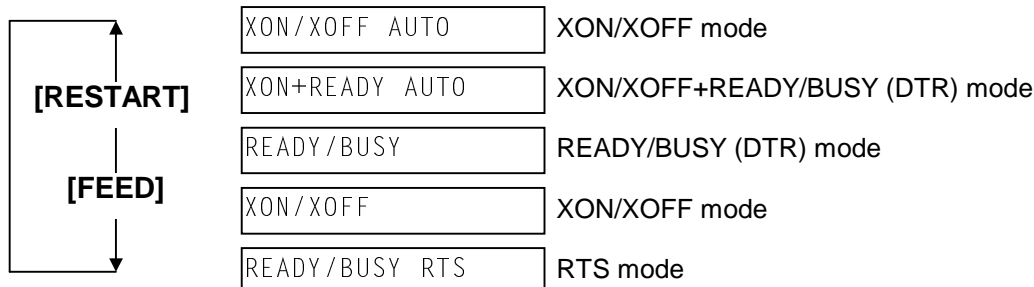 XON/XOFF AUTO XON/XOFF mode
[RESTART] XON+READY AUTO XON/XOFF+READY/BUSY (DTR) mode
READY/BUSY READY/BUSY (DTR) mode
[FEED] XON/XOFF XON/XOFF mode
READY/BUSY RTS RTS mode